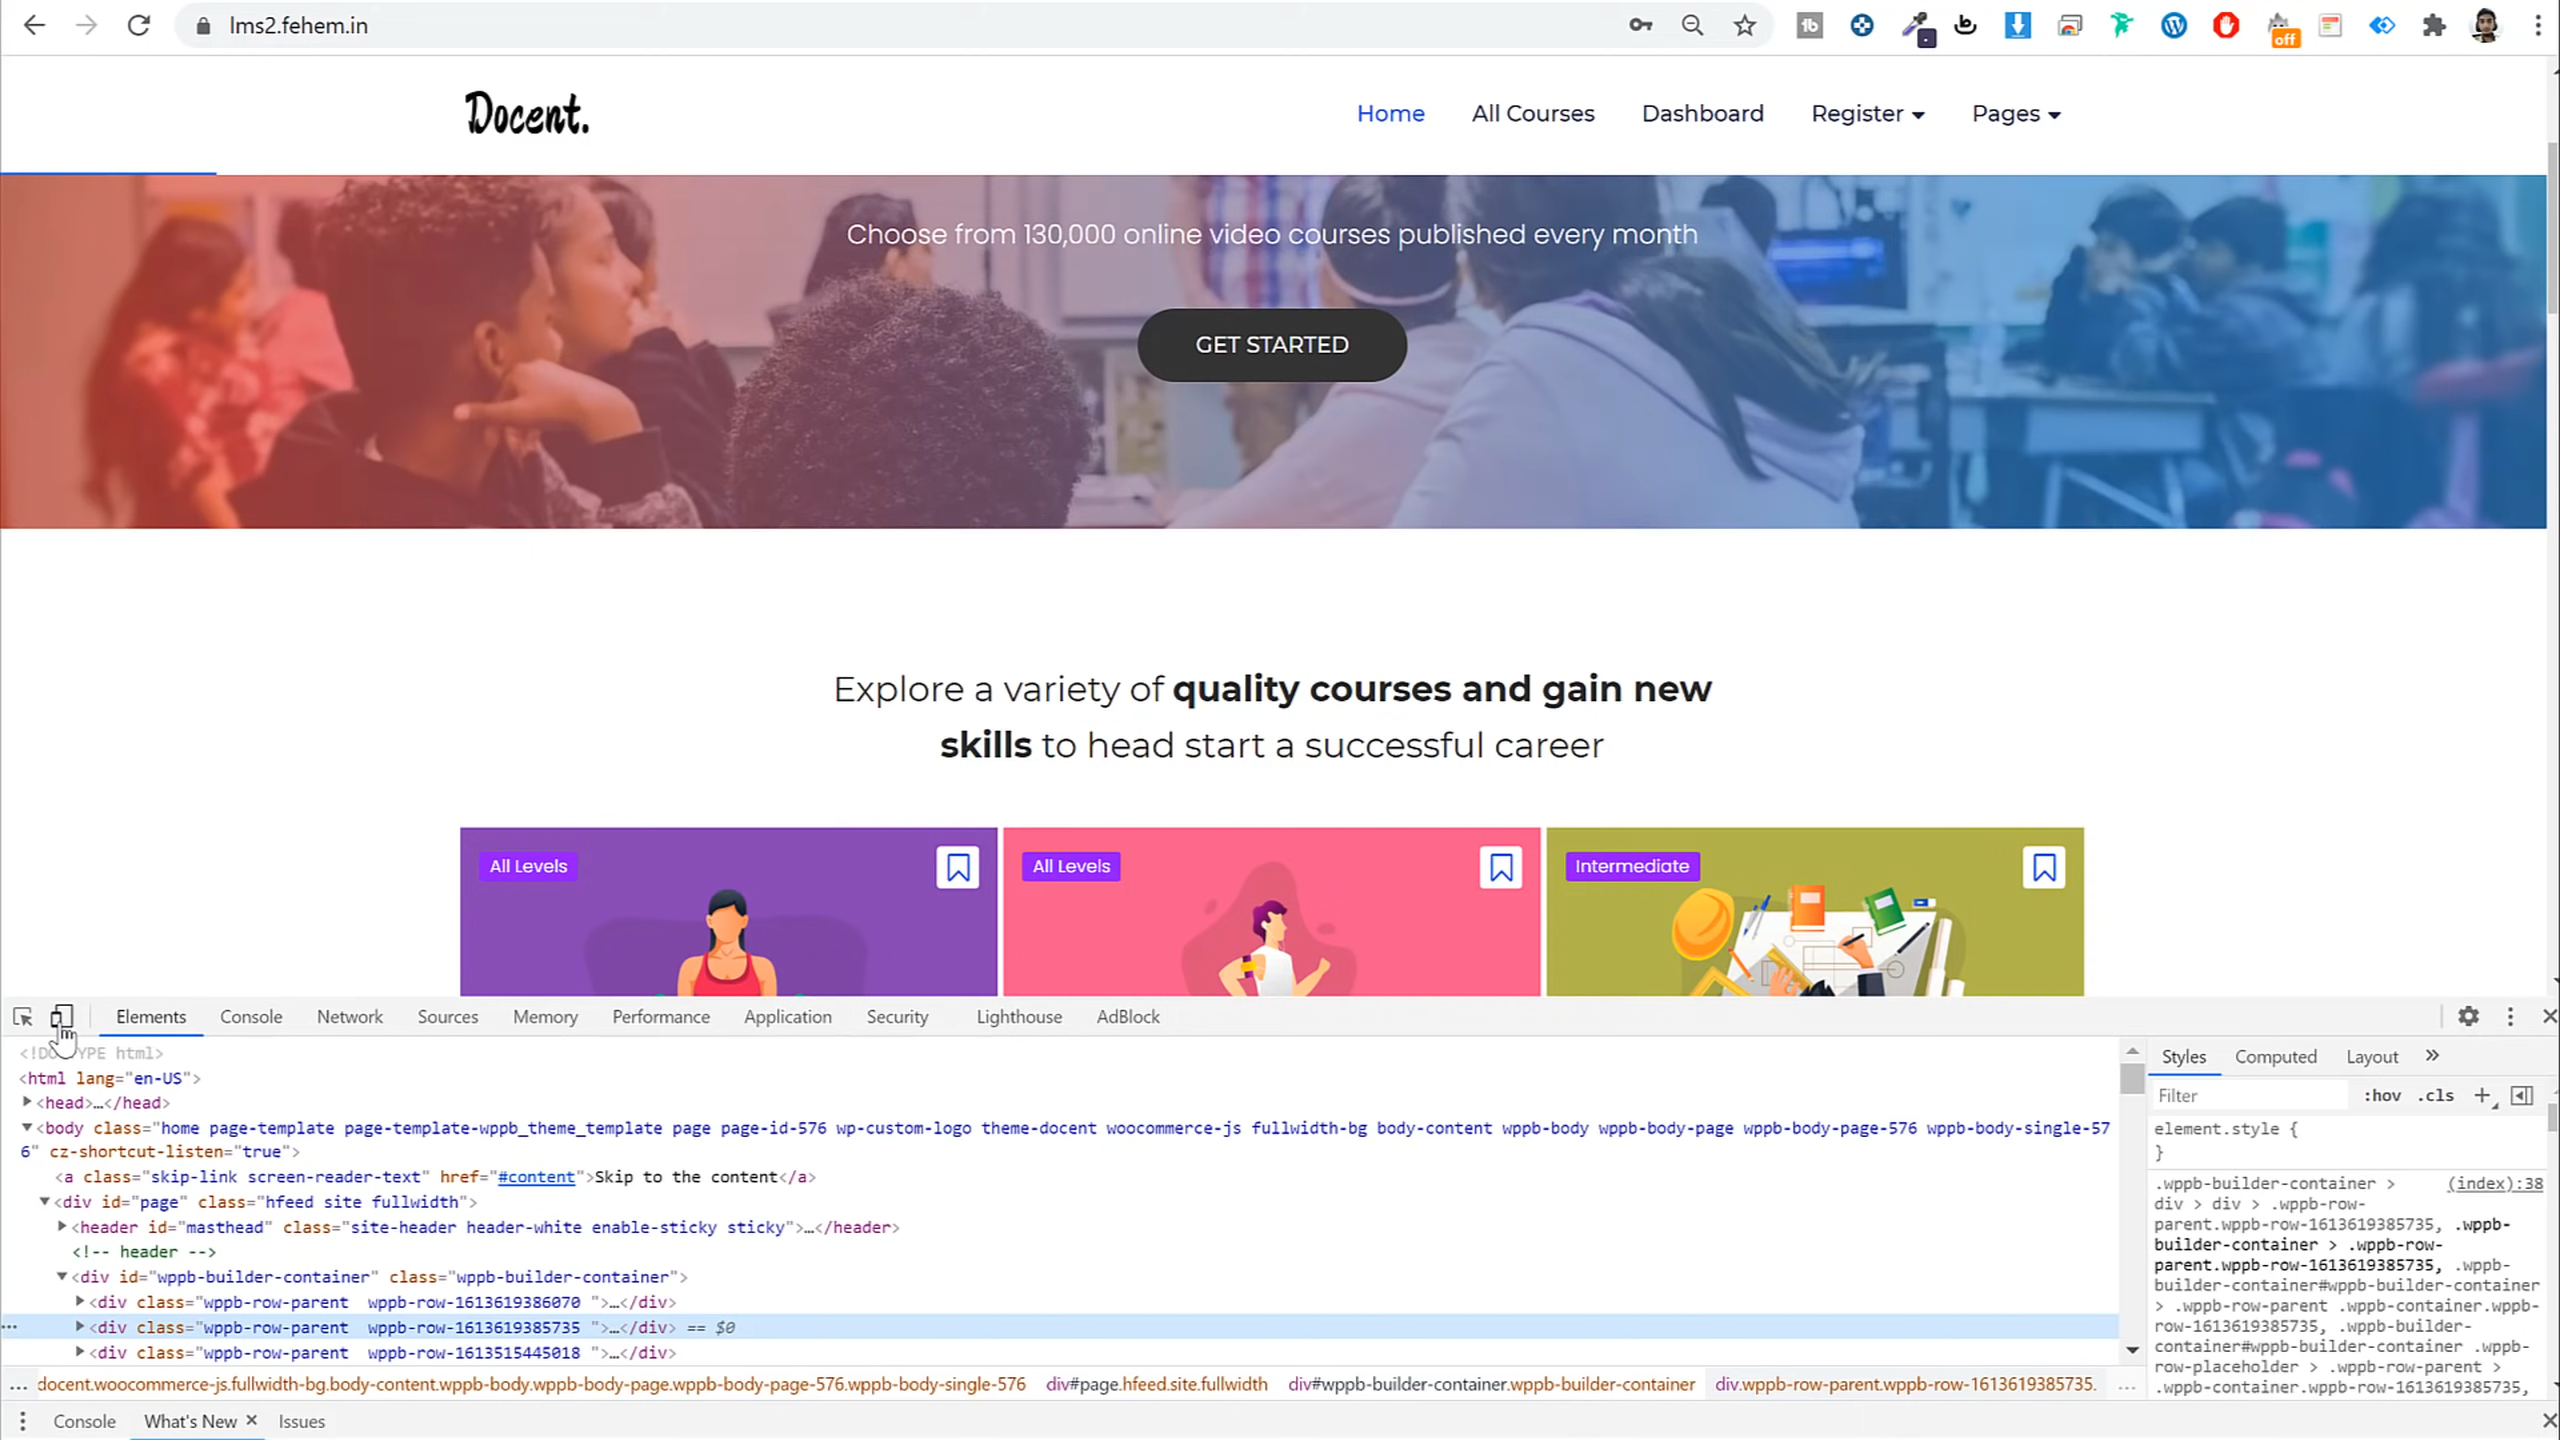 lms2.fehem.in
off
Docent.
Home
All Courses
Dashboard
Register
Pages
Choose from 130,000 online video courses published every month
GET STARTED
Explore a variety of quality courses and gain new
skills to head start a successful career
All Levels
All Levels
Intermediate
Elements
Console
Network
Sources
Memory
Performance
Application
Security
Lighthouse
AdBlock
<!DOCTYPE html>
<html lang="en-US">
<head>…</head>
<body class="home page-template page-template-wppb_theme_template page page-id-576 wp-custom-logo theme-docent woocommerce-js fullwidth-bg body-content wppb-body wppb-body-page wppb-body-page-576 wppb-body-single-57
6" cz-shortcut-listen="true">
<a class="skip-link screen-reader-text" href="#content">Skip to the content</a>
<div id="page" class="hfeed site fullwidth">
<header id="masthead" class="site-header header-white enable-sticky sticky">…</header>
<!-- header -->
<div id="wppb-builder-container" class="wppb-builder-container">
<div class="wppb-row-parent  wppb-row-1613619386070 ">…</div>
<div class="wppb-row-parent  wppb-row-1613619385735 ">…</div> == $0
<div class="wppb-row-parent  wppb-row-1613515445018 ">…</div>
Styles
Computed
Layout
»
Filter
:hov
.cls
+
element.style {
}
.wppb-builder-container >
(index):38
div > div > .wppb-row-
parent.wppb-row-1613619385735, .wppb-
builder-container > .wppb-row-
parent.wppb-row-1613619385735, .wppb-
builder-container#wppb-builder-container
> .wppb-row-parent .wppb-container.wppb-
row-1613619385735, .wppb-builder-
container#wppb-builder-container .wppb-
row-placeholder > .wppb-row-parent >
.wppb-container.wppb-row-1613619385735,
... docent.woocommerce-js.fullwidth-bg.body-content.wppb-body.wppb-body-page.wppb-body-page-576.wppb-body-single-576
div#page.hfeed.site.fullwidth
div#wppb-builder-container.wppb-builder-container
div.wppb-row-parent.wppb-row-1613619385735.
...
Console
What's New
Issues